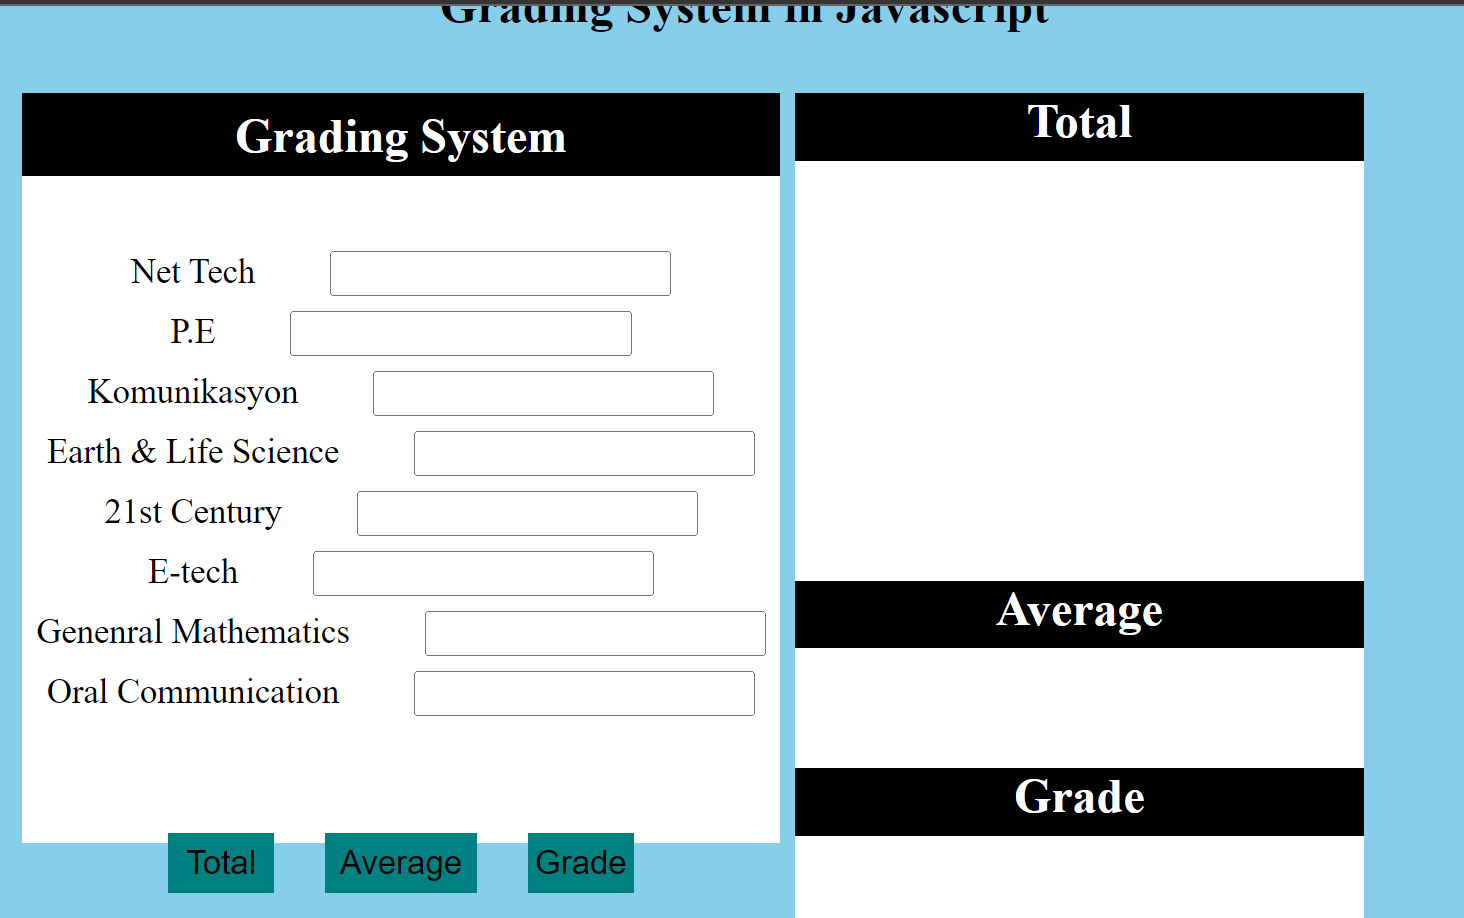 Grading System in Javascript
Grading System
Net Tech
P.E
Komunikasyon
Earth & Life Science
21st Century
E-tech
Genenral Mathematics
Oral Communication
Total Average Grade
Total
Average
Grade